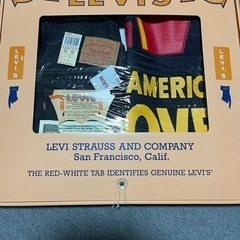 LEVI'S
LEVI'S
LEVI'S
AMERIC
OVE
LEVI STRAUSS AND COMPANY
San Francisco, Calif.
THE RED-WHITE TAB IDENTIFIES GENUINE LEVI'S